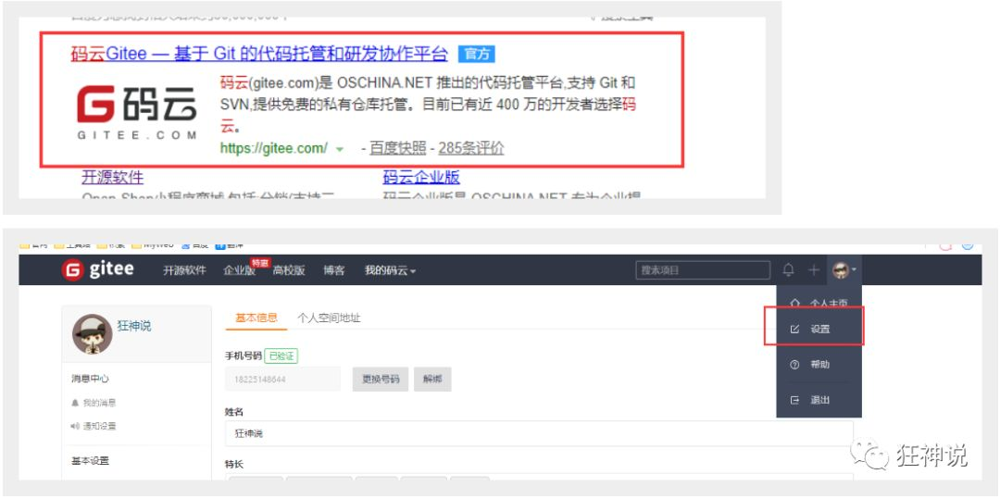 码云Gitee — 基于 Git 的代码托管和研发协作平台 官方
码云(gitee.com)是 OSCHINA.NET 推出的代码托管平台,支持 Git 和
SVN,提供免费的私有仓库托管。目前已有近 400 万的开发者选择码
云。
码云
GITEE.COM
https://gitee.com/ - 百度快照 - 285条评价
开源软件 码云企业版
MyWeb 百度 翻译
gitee 开源软件 企业版 特惠 高校版 博客 我的码云 搜索项目
个人主页
设置
帮助
退出
狂神说
消息中心
我的消息
通知设置
基本设置
基本信息 个人空间地址
手机号码 已验证
18225148644 更换号码 解绑
姓名
狂神说
特长
狂神说